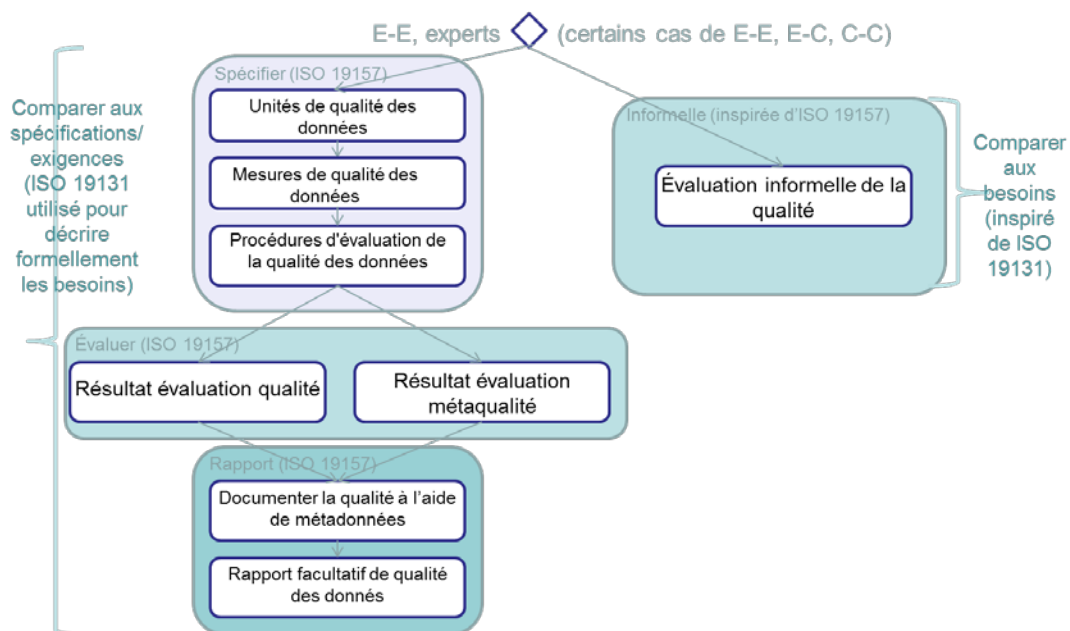 E-E, experts
(certains cas de E-E, E-C, C-C)
Comparer aux
spécifications/
exigences
(ISO 19131
utilisé pour
décrire
formellement
les besoins)
Spécifier (ISO 19157)
Unités de qualité des
données
Mesures de qualité des
données
Procédures d'évaluation de
la qualité des données
Informelle (inspirée d'ISO 19157)
Évaluation informelle de la
qualité
Comparer
aux
besoins
(inspiré
de ISO
19131)
Évaluer (ISO 19157)
Résultat évaluation qualité
Résultat évaluation
métaqualité
Rapport (ISO 19157)
Documenter la qualité à l'aide
de métadonnées
Rapport facultatif de qualité
des donnés